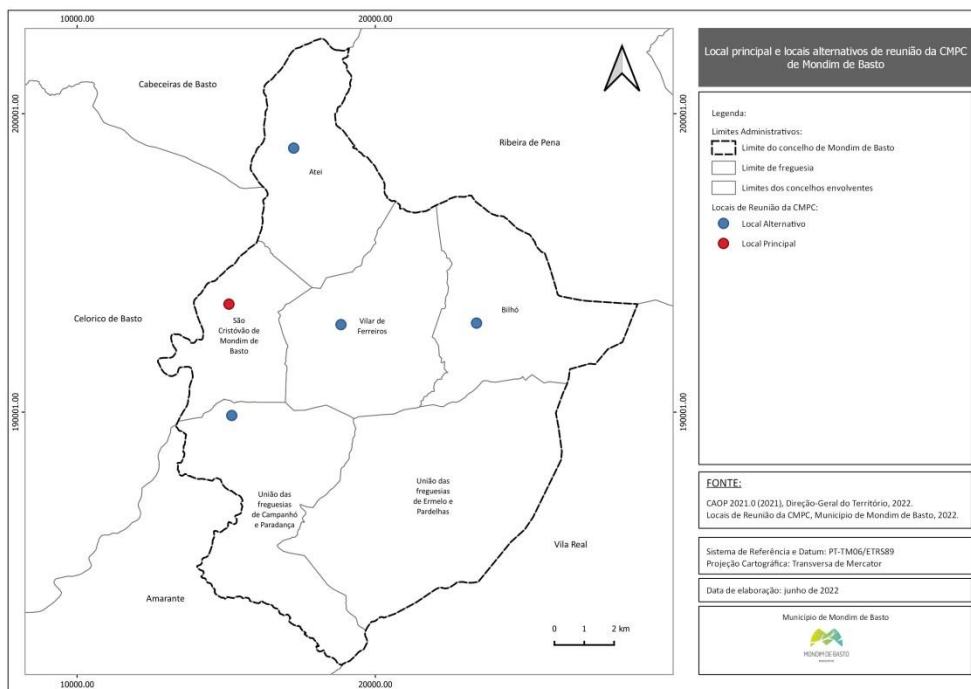 10000.00
20000.00
Cabeceiras de Basto
Ribeira de Pena
Atei
200001.00
200001.00
Celorico de Basto
São
Cristóvão de
Mondim de
Basto
Vilar de
Ferreiros
Bilhó
190001.00
190001.00
União das
freguesias
de Campanhó
e Paradança
União das
freguesias
de Ermelo e
Pardelhas
Vila Real
Amarante
0 1 2 km
10000.00
20000.00
Local principal e locais alternativos de reunião da CMPC
de Mondim de Basto
Legenda:
Limites Administrativos:
Limite do concelho de Mondim de Basto
Limite de freguesia
Limites dos concelhos envolventes
Locais de Reunião da CMPC:
Local Alternativo
Local Principal
FONTE:
CAOP 2021.0 (2021), Direção-Geral do Território, 2022.
Locais de Reunião da CMPC, Município de Mondim de Basto, 2022.
Sistema de Referência e Datum: PT-TM06/ETRS89
Projeção Cartográfica: Transversa de Mercator
Data de elaboração: junho de 2022
Município de Mondim de Basto
MONDIM DE BASTO